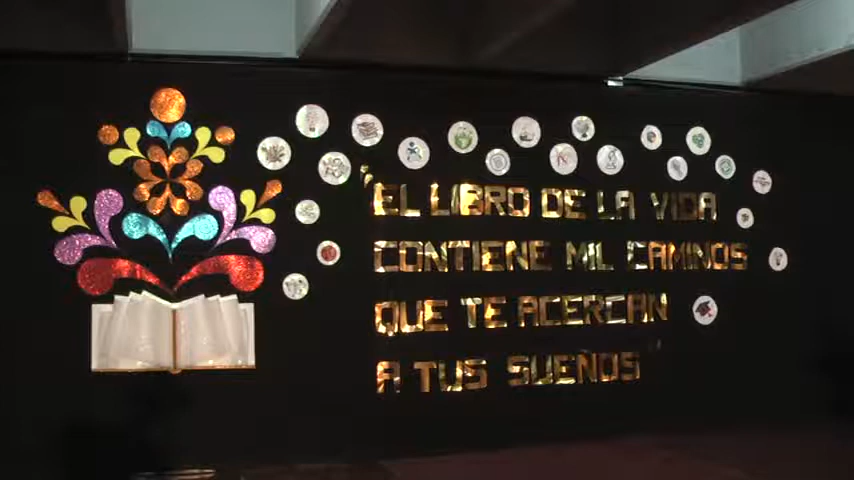 "EL LIBRO DE LA VIDA
CONTIENE MIL CAMINOS
QUE TE ACERCAN
A TUS SUEÑOS"